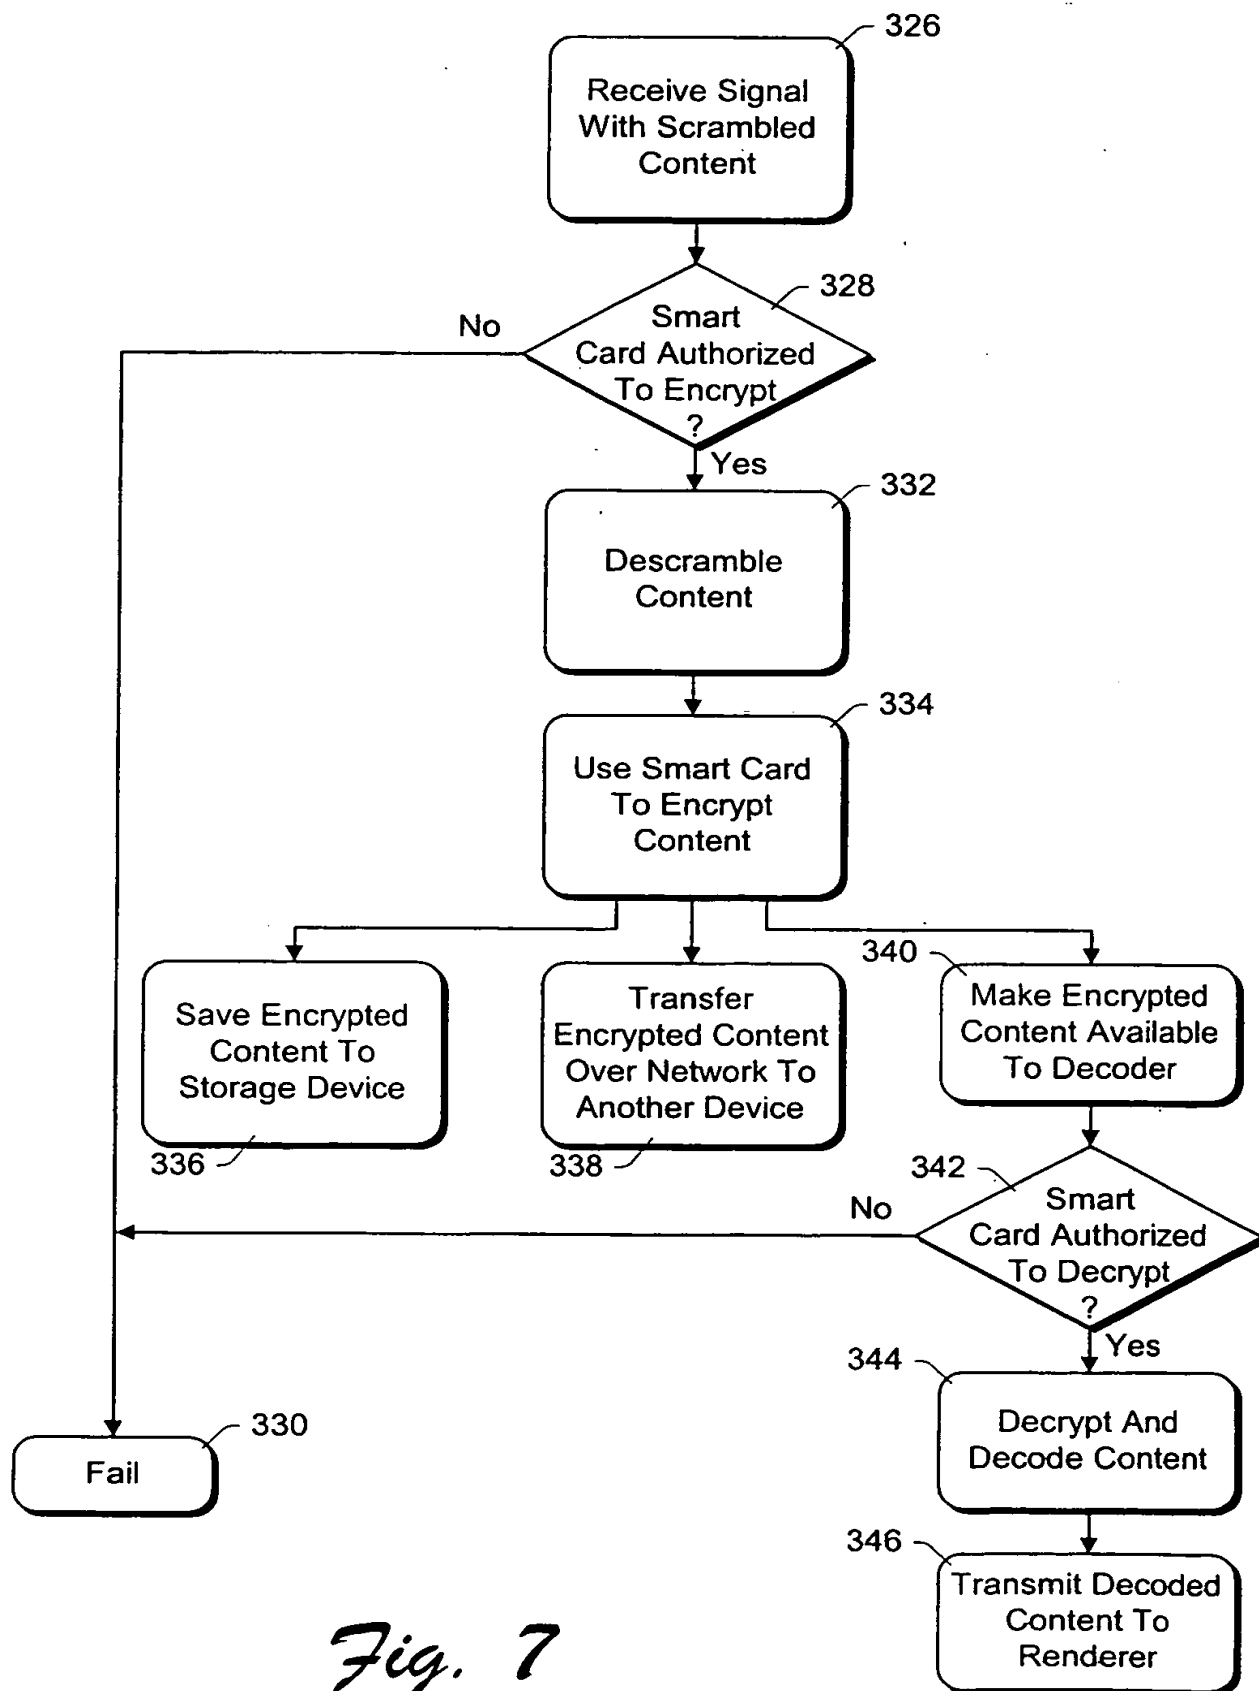 326
Receive Signal
With Scrambled
Content
328
No
Smart
Card Authorized
To Encrypt
?
Yes
332
Descramble
Content
334
Use Smart Card
To Encrypt
Content
Save Encrypted
Content To
Storage Device
336
Transfer
Encrypted Content
Over Network To
Another Device
338
340
Make Encrypted
Content Available
To Decoder
342
No
Smart
Card Authorized
To Decrypt
?
Yes
330
Fail
344
Decrypt And
Decode Content
346
Transmit Decoded
Content To
Renderer
Fig. 7